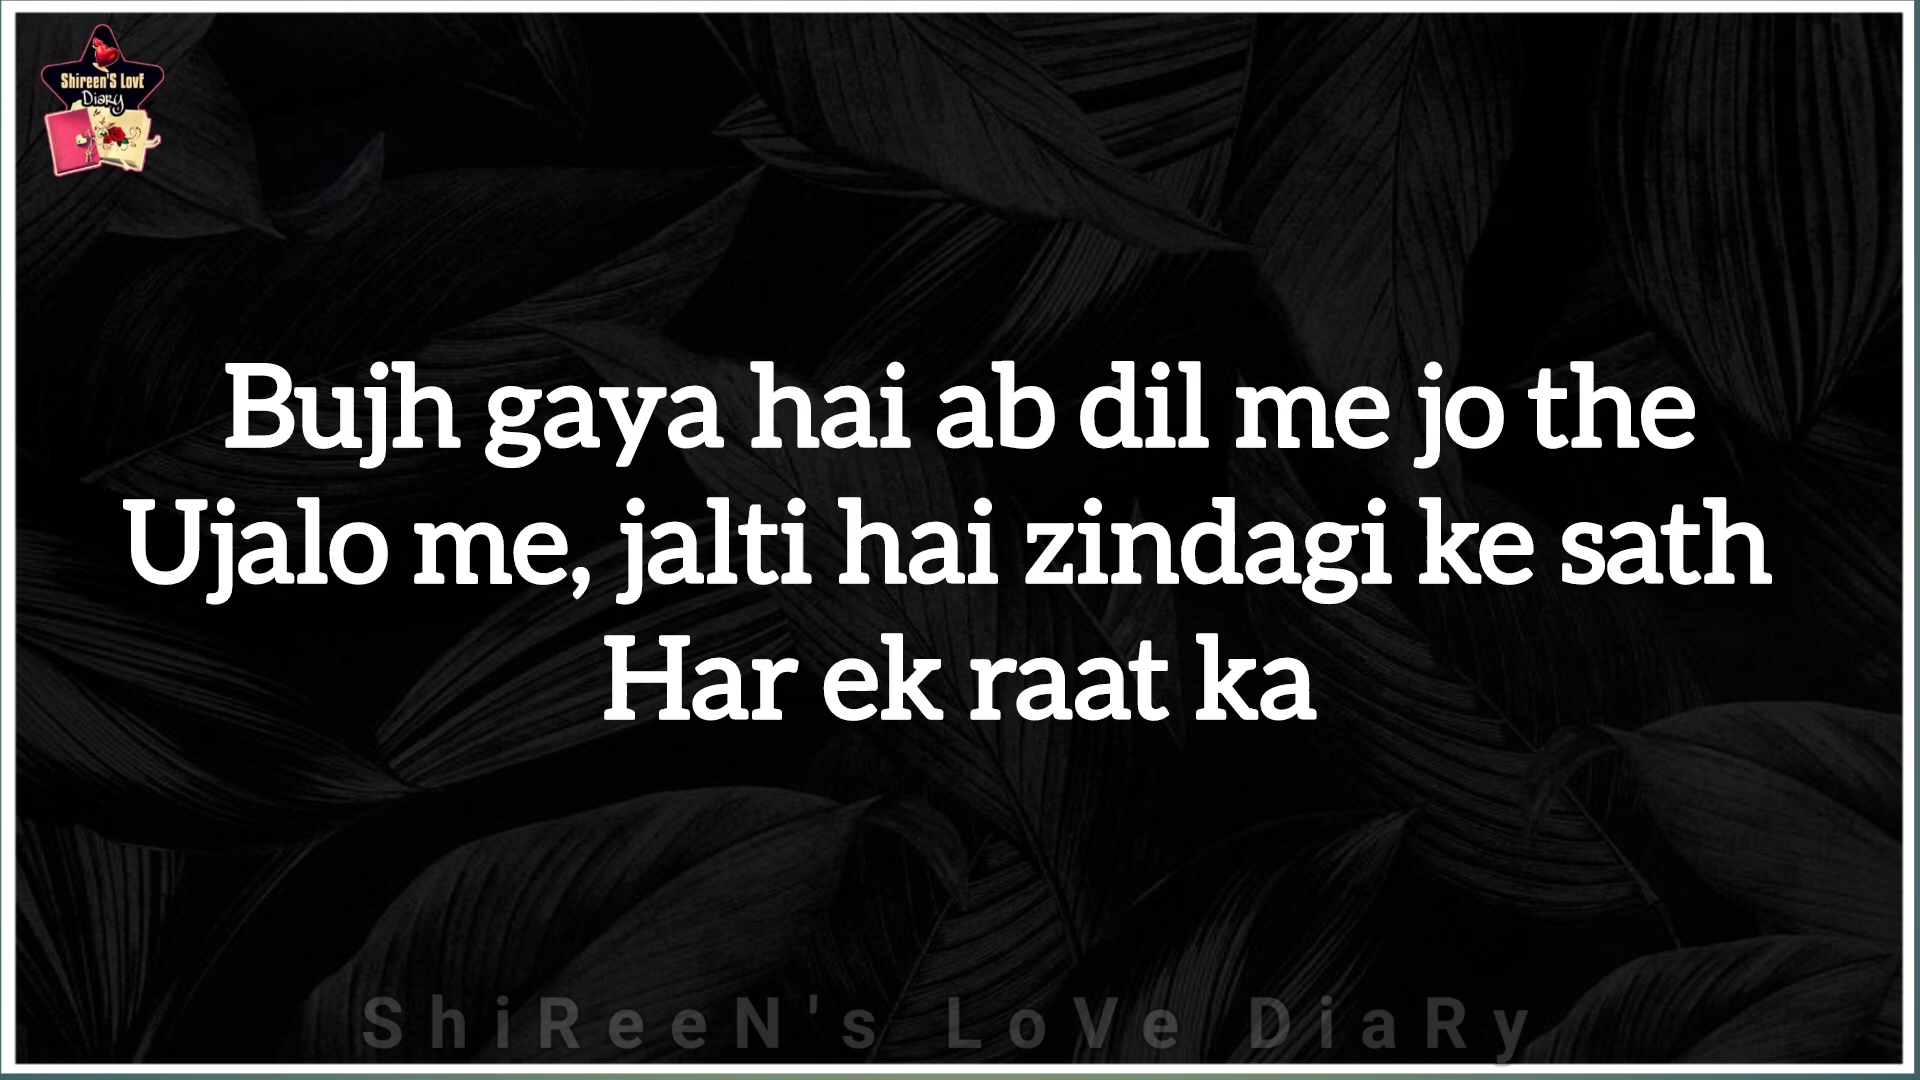 Shireen'S LovE
Diary
Bujh gaya hai ab dil me jo the
Ujalo me, jalti hai zindagi ke sath
Har ek raat ka
ShiReeN's LoVe DiaRy